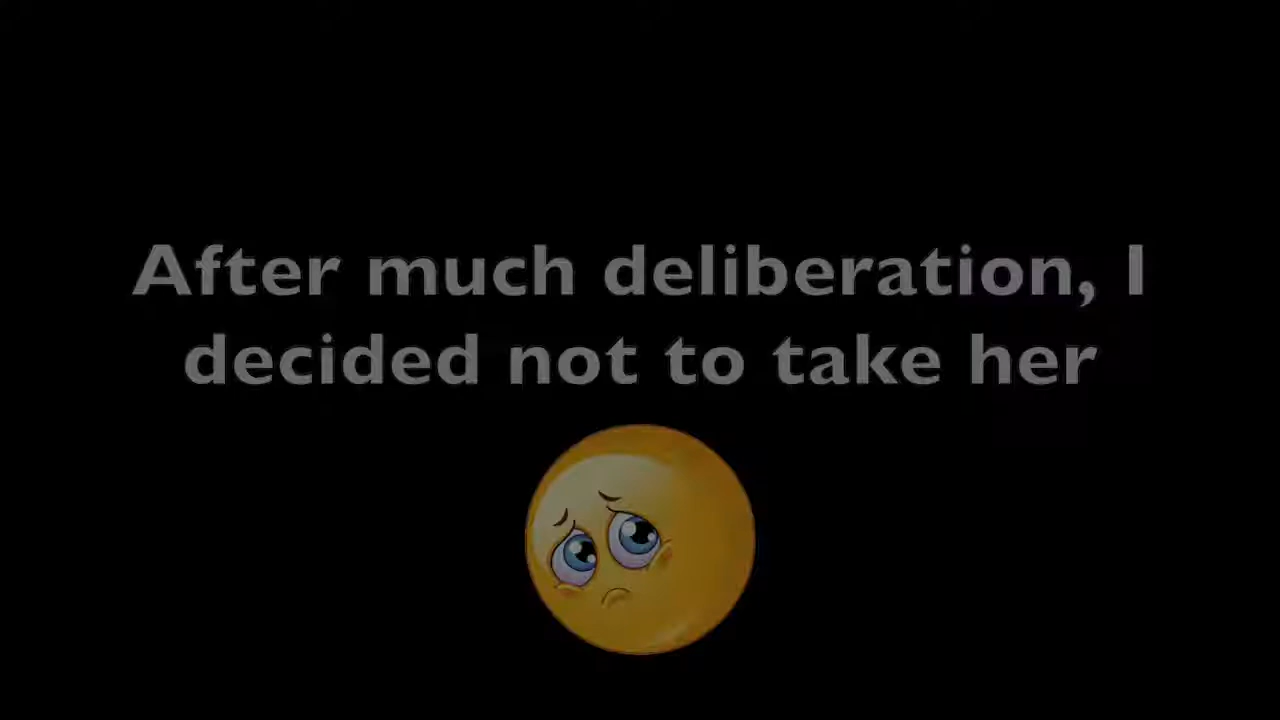 After much deliberation, I
decided not to take her